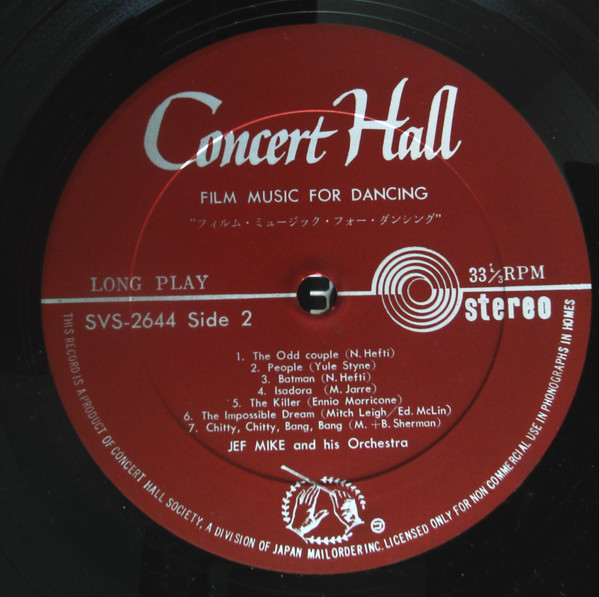 Concert Hall
FILM MUSIC FOR DANCING
"フィルム・ミュージック・フォー・ダンシング"
LONG PLAY
33⅓RPM
SVS-2644 Side 2
stereo
1. The Odd couple (N. Hefti)
2. People (Yule Styne)
3. Batman (N. Hefti)
4. Isadora (M. Jarre)
5. The Killer (Ennio Morricone)
6. The Impossible Dream (Mitch Leigh/Ed. McLin)
7. Chitty, Chitty, Bang, Bang (M. +B. Sherman)
JEF MIKE and his Orchestra
THIS RECORD IS A PRODUCT OF CONCERT HALL SOCIETY, A DIVISION OF JAPAN MAILORDER INC. LICENSED ONLY FOR NON COMMERCIAL USE IN PHONOGRAPHS IN HOMES